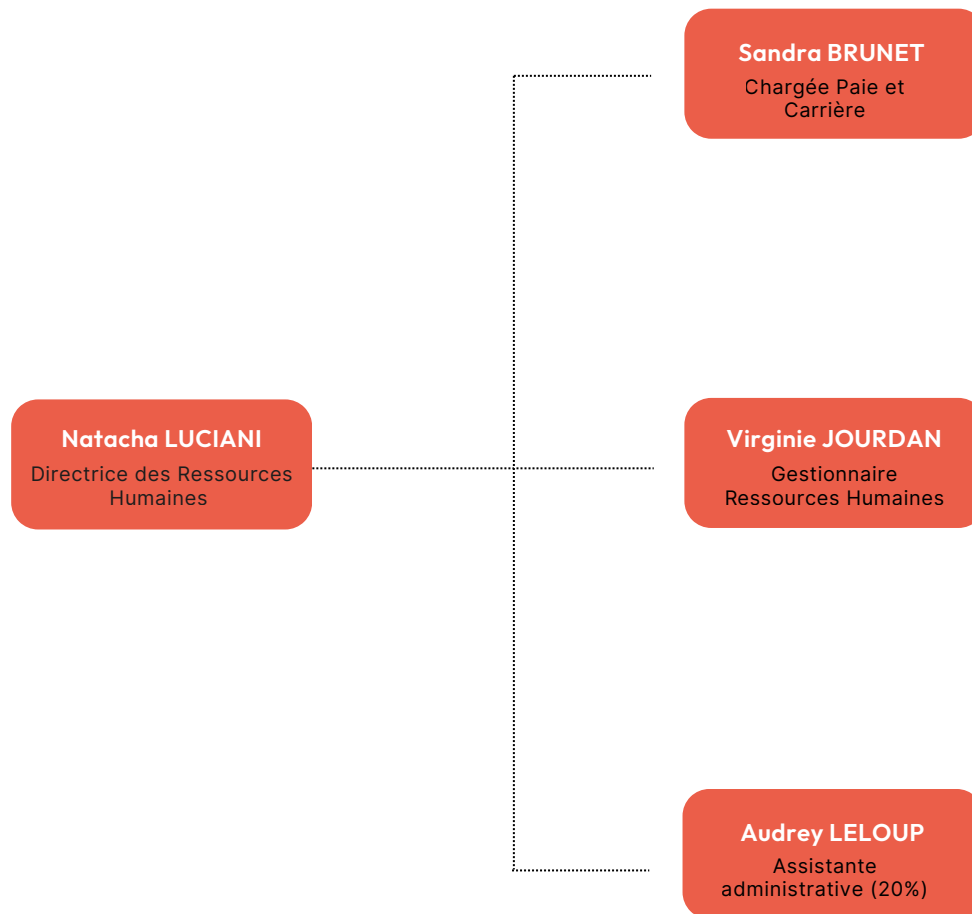 Sandra BRUNET
Chargée Paie et
Carrière
Natacha LUCIANI
Directrice des Ressources
Humaines
Virginie JOURDAN
Gestionnaire
Ressources Humaines
Audrey LELOUP
Assistante
administrative (20%)